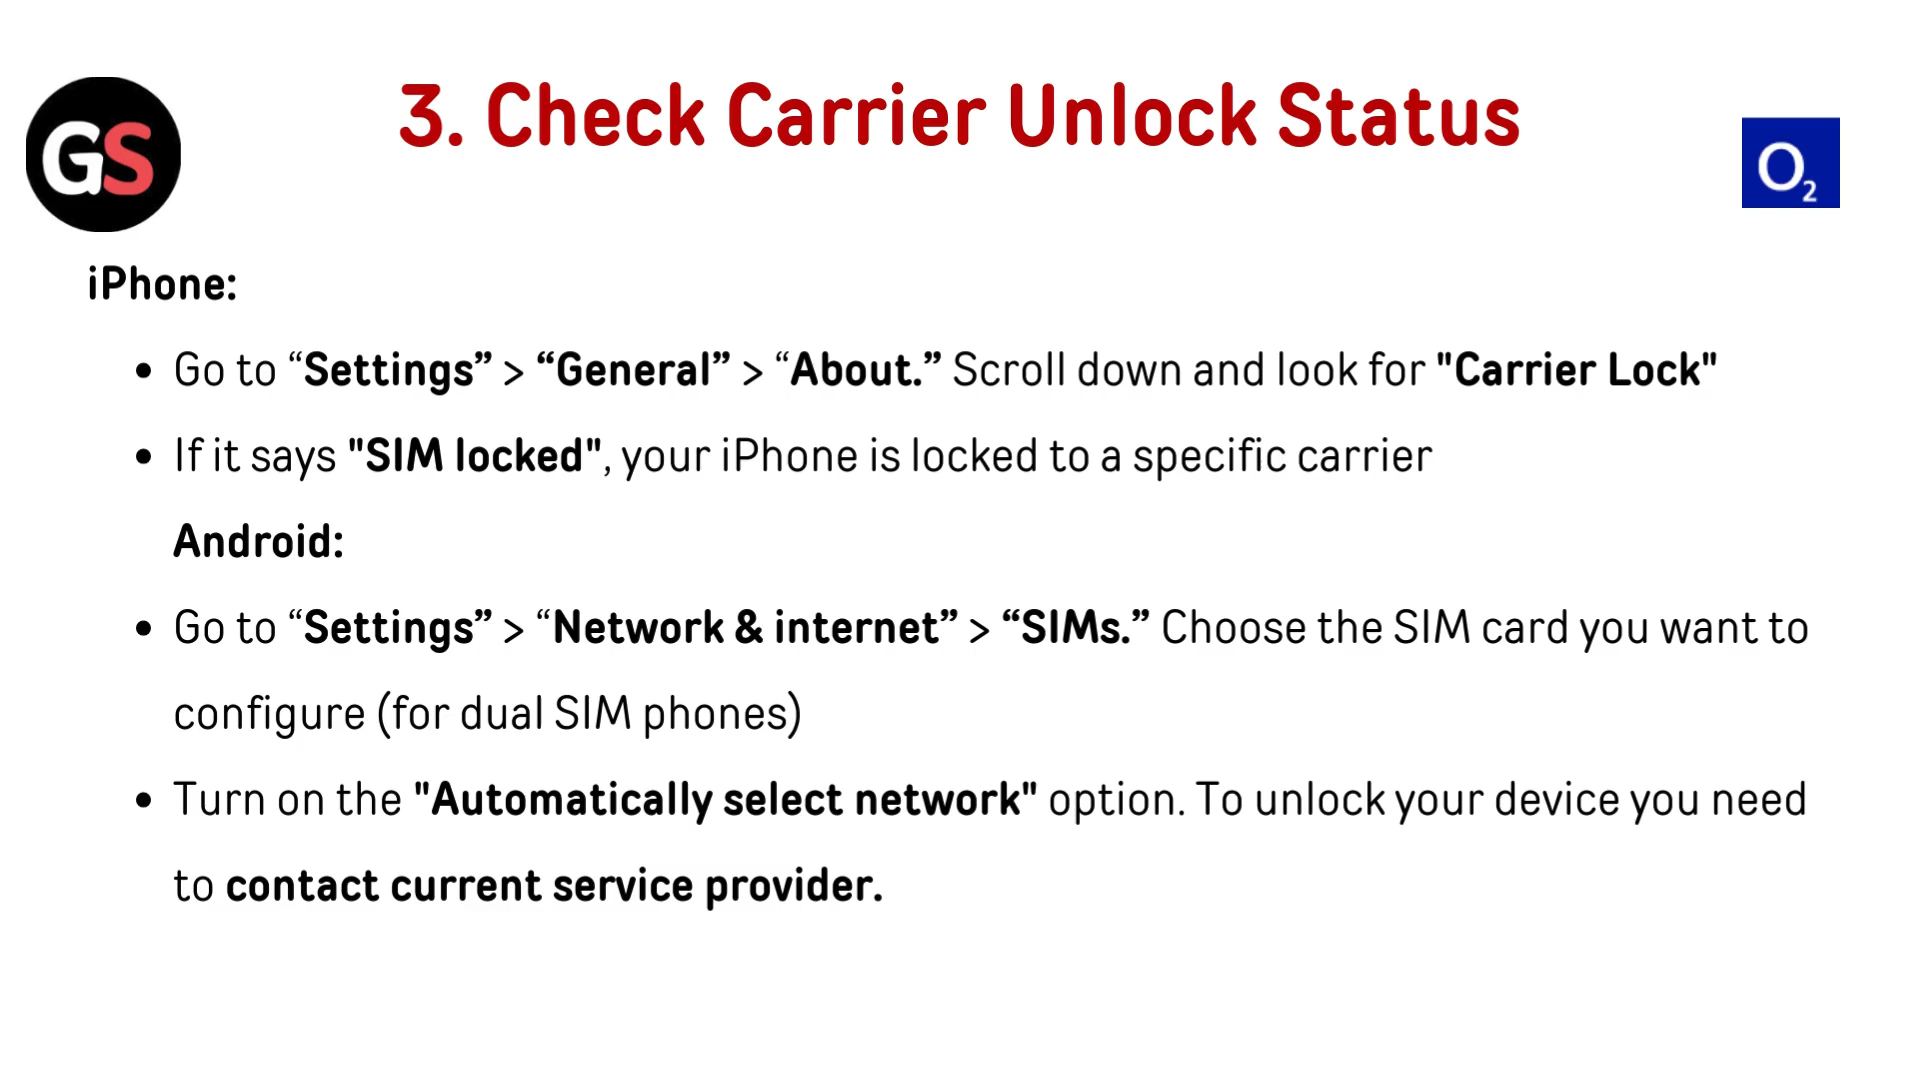 3. Check Carrier Unlock Status
GS
O2
iPhone:
• Go to “Settings” > “General” > “About.” Scroll down and look for "Carrier Lock"
• If it says "SIM locked", your iPhone is locked to a specific carrier
Android:
• Go to “Settings” > “Network & internet” > “SIMs.” Choose the SIM card you want to
configure (for dual SIM phones)
• Turn on the "Automatically select network" option. To unlock your device you need
to contact current service provider.